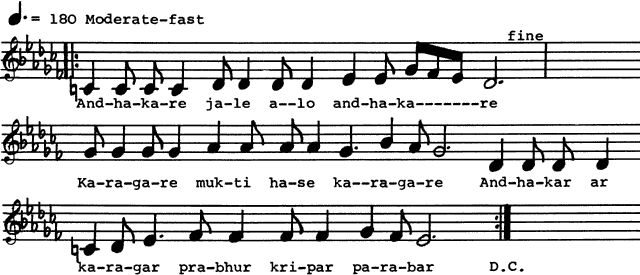 = 180 Moderate-fast
fine
And-ha-ka-re ja-le a--lo and-ha-ka-------re
Ka-ra-ga-re muk-ti ha-se ka--ra-ga-re And-ha-kar ar
ka-ra-gar pra-bhur kri-par pa-ra-bar D.C.